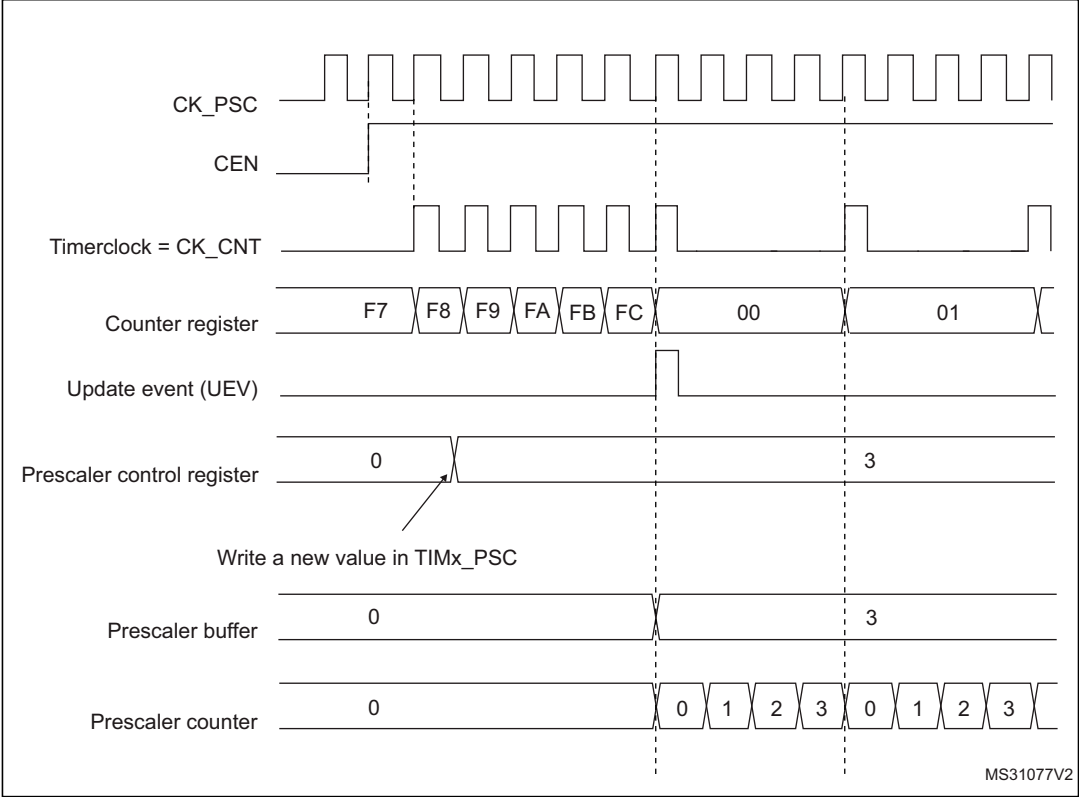 CK_PSC
CEN
Timerclock = CK_CNT
Counter register
F7 F8 F9 FA FB FC 00 01
Update event (UEV)
Prescaler control register
0 3
Write a new value in TIMx_PSC
Prescaler buffer
0 3
Prescaler counter
0 0 1 2 3 0 1 2 3
MS31077V2